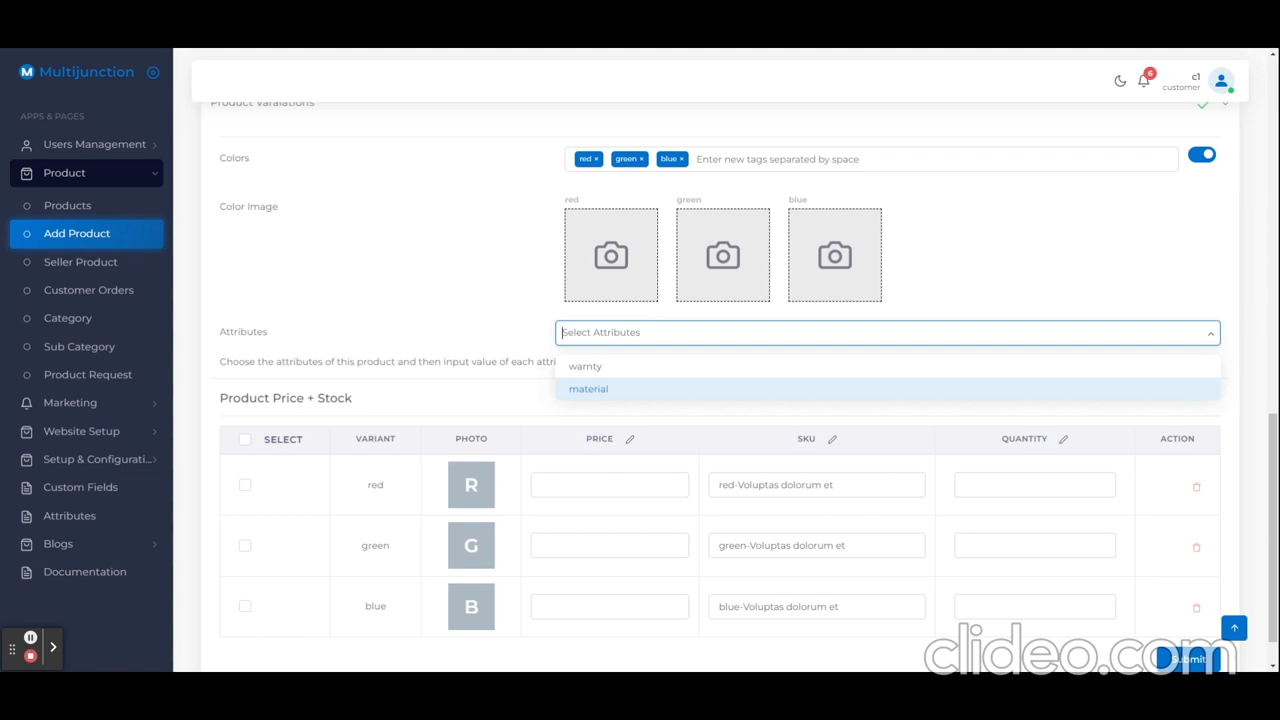 Multijunction
6
c1
customer
APPS & PAGES
Users Management
Product
Products
Add Product
Seller Product
Customer Orders
Category
Sub Category
Product Request
Marketing
Website Setup
Setup & Configurati...
Custom Fields
Attributes
Blogs
Documentation
Product Varaiations
Colors
red × green × blue × Enter new tags separated by space
Color Image
red green blue
Attributes
Select Attributes
Choose the attributes of this product and then input value of each attri
warnty
material
Product Price + Stock
SELECT VARIANT PHOTO PRICE SKU QUANTITY ACTION
red R red-Voluptas dolorum et
green G green-Voluptas dolorum et
blue B blue-Voluptas dolorum et
Submit
clideo.com